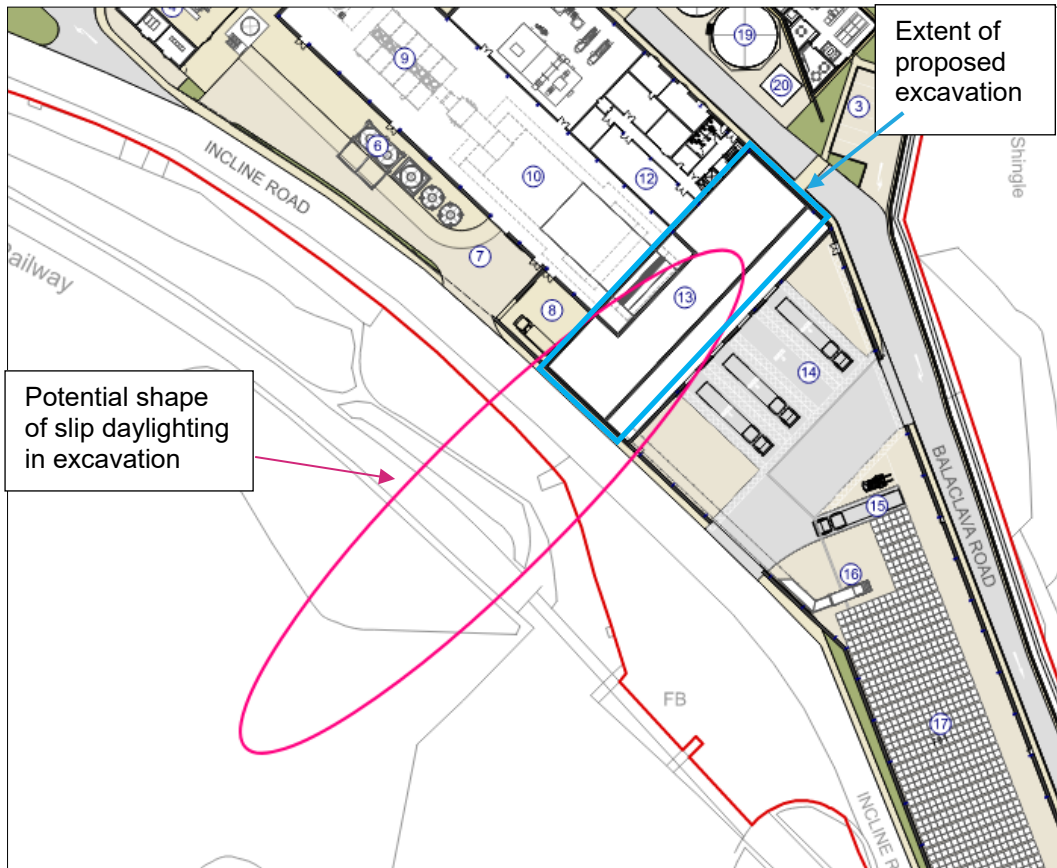 Extent of
proposed
excavation
19
20
3
9
Shingle
6
INCLINE ROAD
10
12
7
Railway
13
8
14
Potential shape
of slip daylighting
in excavation
BALACLAVA ROAD
15
16
FB
17
INCLINE R